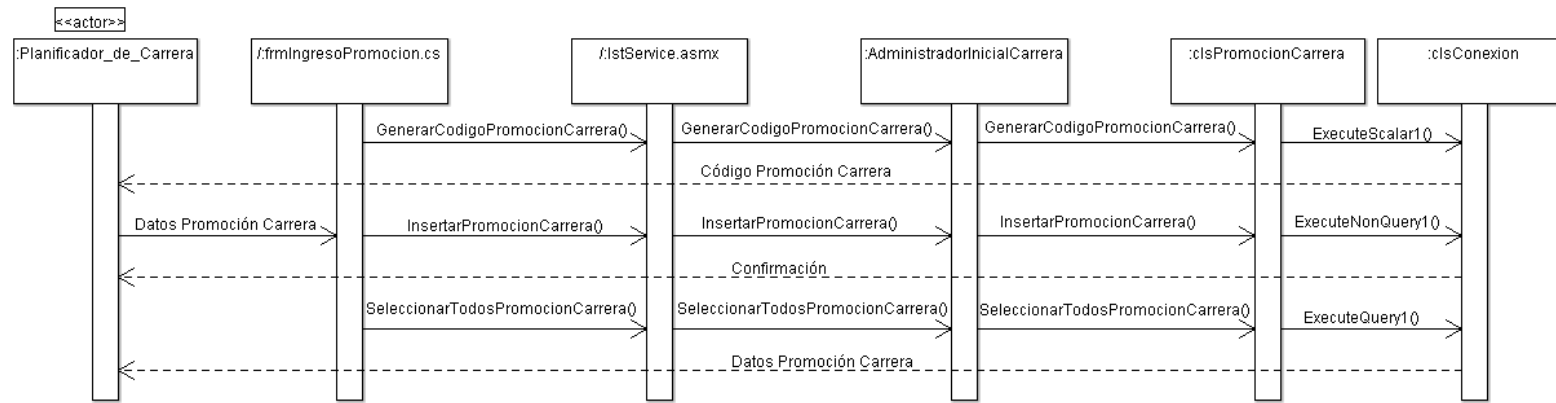 <<actor>>
:Planificador_de_Carrera
/:frmIngresoPromocion.cs
/:IstService.asmx
:AdministradorInicialCarrera
:clsPromocionCarrera
:clsConexion
GenerarCodigoPromocionCarrera()
GenerarCodigoPromocionCarrera()
GenerarCodigoPromocionCarrera()
ExecuteScalar1()
Código Promoción Carrera
Datos Promoción Carrera
InsertarPromocionCarrera()
InsertarPromocionCarrera()
InsertarPromocionCarrera()
ExecuteNonQuery1()
Confirmación
SeleccionarTodosPromocionCarrera()
SeleccionarTodosPromocionCarrera()
SeleccionarTodosPromocionCarrera()
ExecuteQuery1()
Datos Promoción Carrera